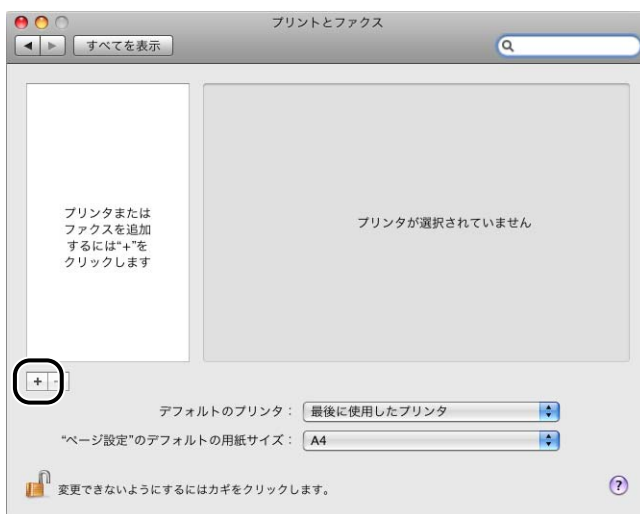 プリントとファクス
すべてを表示
プリンタまたは
ファクスを追加
するには“+”を
クリックします
プリンタが選択されていません
+ -
デフォルトのプリンタ： 最後に使用したプリンタ
“ページ設定”のデフォルトの用紙サイズ： A4
変更できないようにするにはカギをクリックします。
?